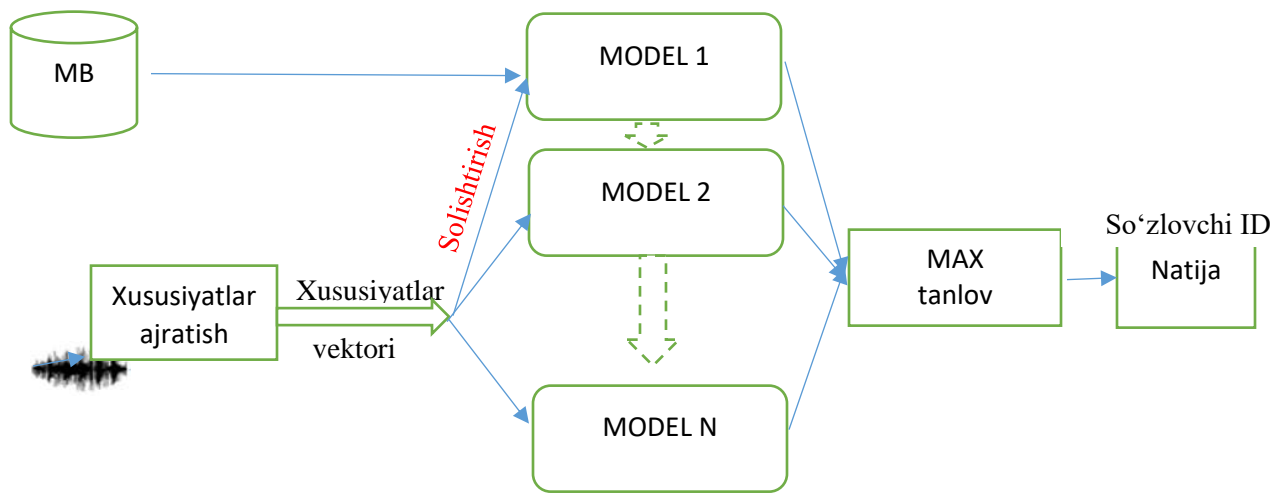 MB
MODEL 1
Solishtirish
MODEL 2
So‘zlovchi ID
MAX
tanlov
Natija
Xususiyatlar
ajratish
Xususiyatlar
vektori
MODEL N